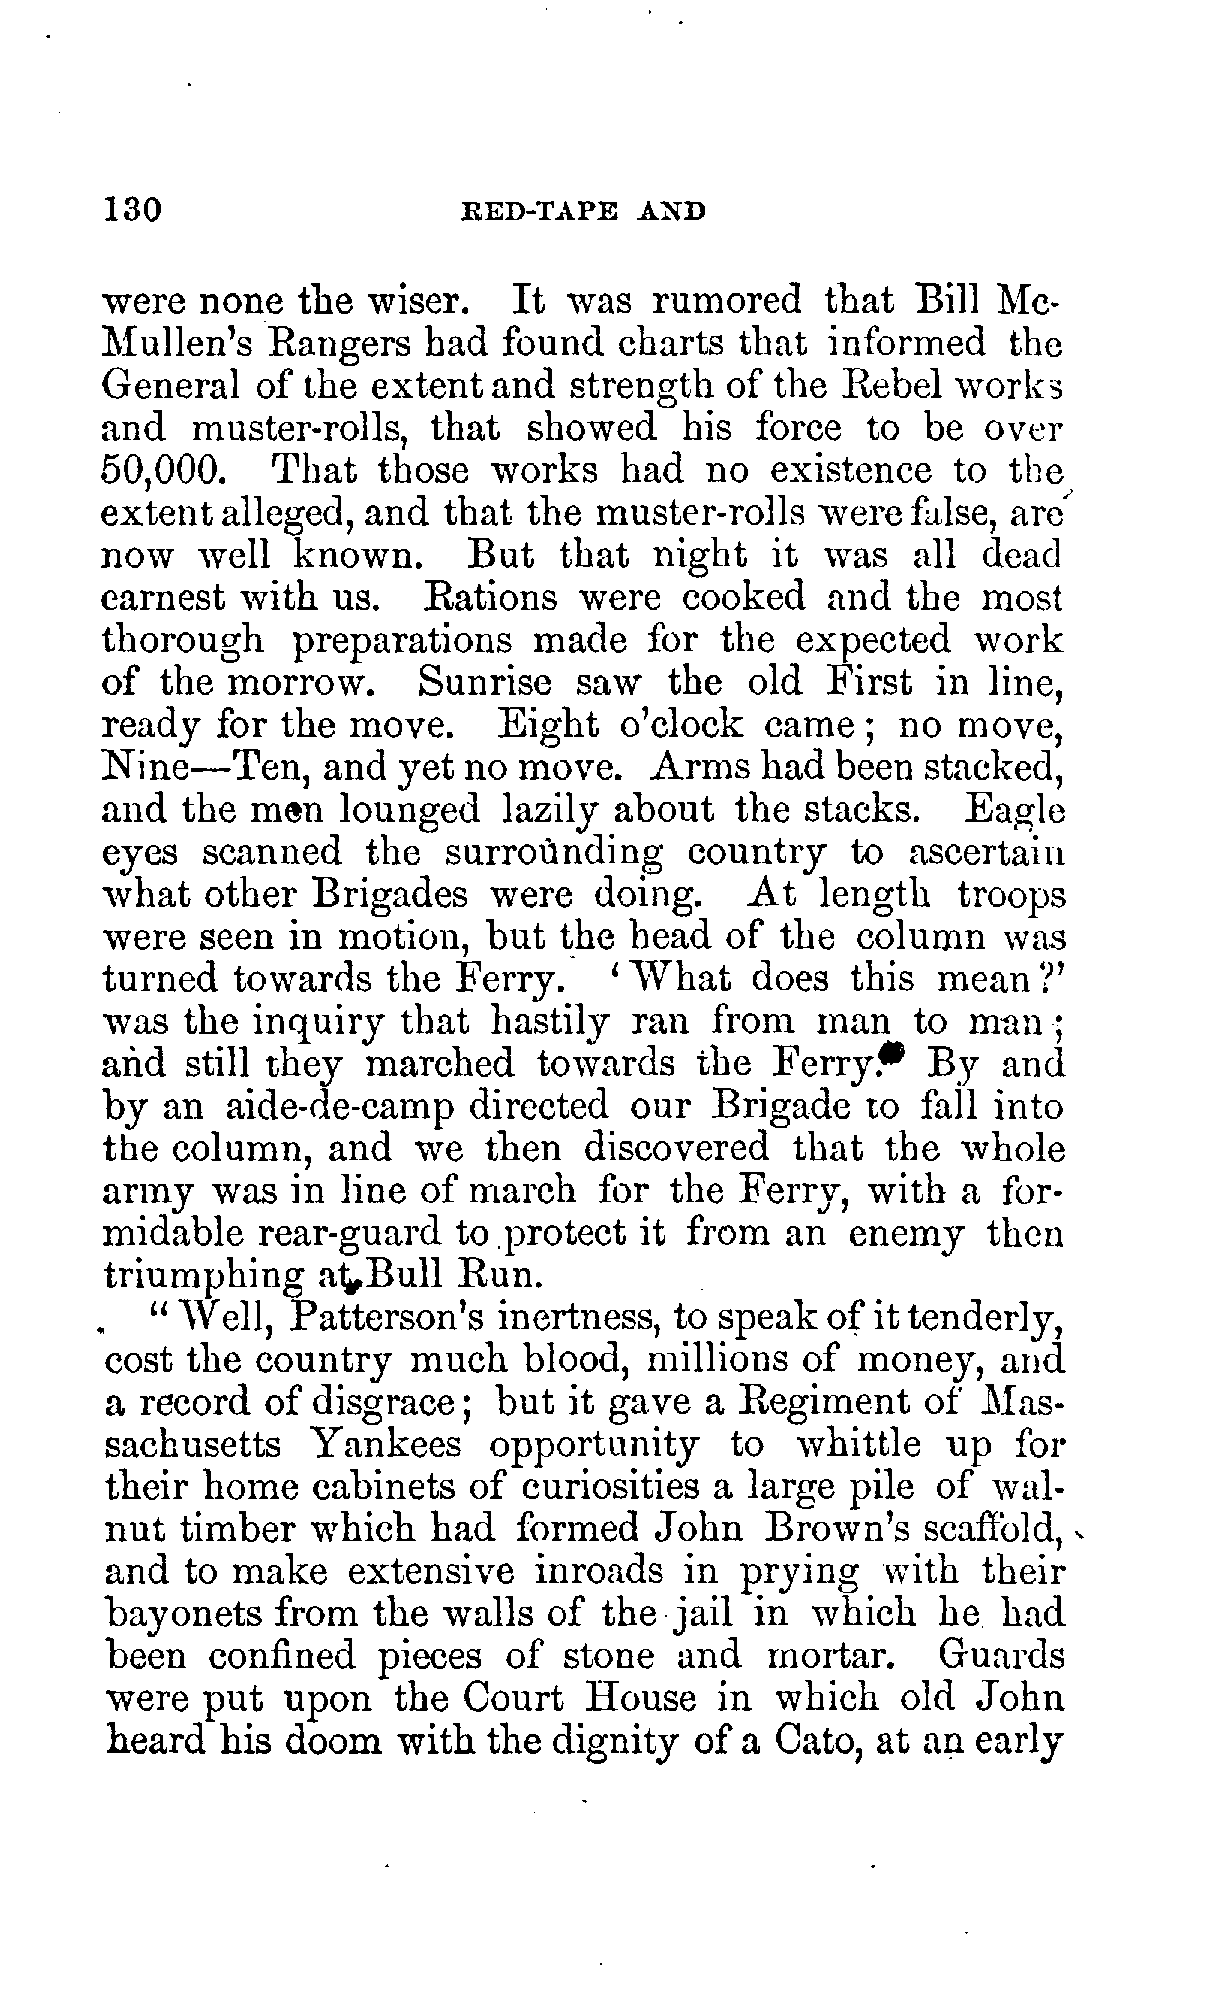 130 RED-TAPE AND
were none the wiser. It was rumored that Bill Mc-
Mullen's Rangers had found charts that informed the
General of the extent and strength of the Rebel works
and muster-rolls, that showed his force to be over
50,000. That those works had no existence to the
extent alleged, and that the muster-rolls were false, are
now well known. But that night it was all dead
earnest with us. Rations were cooked and the most
thorough preparations made for the expected work
of the morrow. Sunrise saw the old First in line,
ready for the move. Eight o'clock came; no move,
Nine—Ten, and yet no move. Arms had been stacked,
and the men lounged lazily about the stacks. Eagle
eyes scanned the surrounding country to ascertain
what other Brigades were doing. At length troops
were seen in motion, but the head of the column was
turned towards the Ferry. 'What does this mean?'
was the inquiry that hastily ran from man to man;
and still they marched towards the Ferry. By and
by an aide-de-camp directed our Brigade to fall into
the column, and we then discovered that the whole
army was in line of march for the Ferry, with a for-
midable rear-guard to protect it from an enemy then
triumphing at Bull Run.
"Well, Patterson's inertness, to speak of it tenderly,
cost the country much blood, millions of money, and
a record of disgrace; but it gave a Regiment of Mas-
sachusetts Yankees opportunity to whittle up for
their home cabinets of curiosities a large pile of wal-
nut timber which had formed John Brown's scaffold,
and to make extensive inroads in prying with their
bayonets from the walls of the jail in which he had
been confined pieces of stone and mortar. Guards
were put upon the Court House in which old John
heard his doom with the dignity of a Cato, at an early